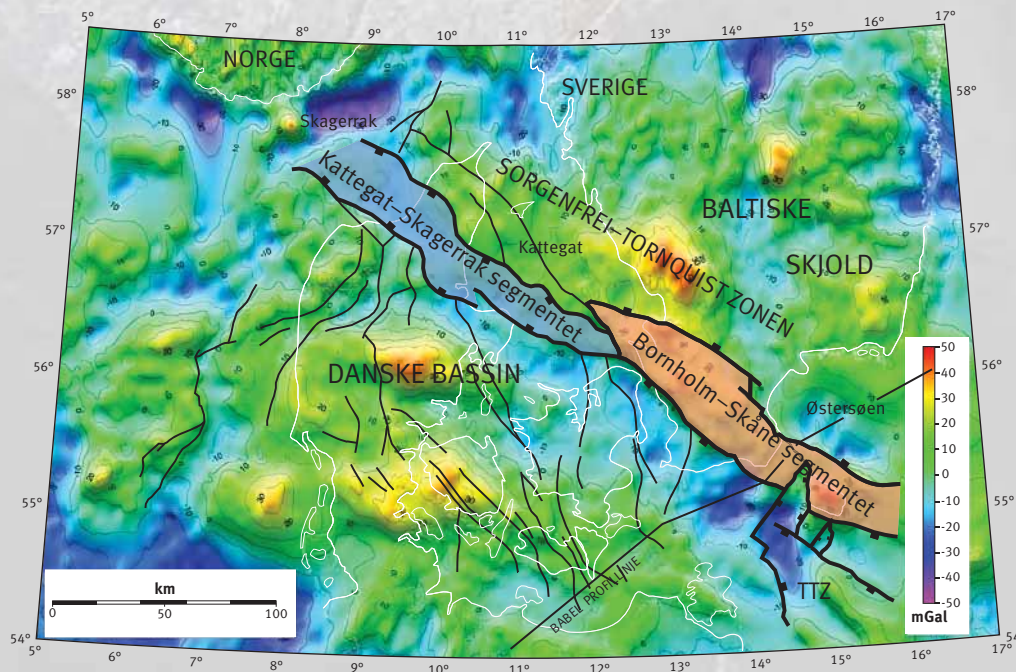 5° 6° 7° 8° 9° 10° 11° 12° 13° 14° 15° 16° 17°
NORGE
SVERIGE
58° 58°
Skagerrak
Kattegat–Skagerrak segmentet
SORGENFREI–TORNQUIST ZONEN
BALTISKE
57° 57°
Kattegat
SKJOLD
Bornholm–Skåne segmentet
56° 56°
DANSKE BASSIN
Østersøen
50
40
30
20
10
0
-10
-20
-30
-40
-50
mGal
55° 55°
BABEL PROFILLINJE
TTZ
km
0 50 100
54° 54
5° 6° 7° 8° 9° 10° 11° 12° 13° 14° 15° 16° 17°